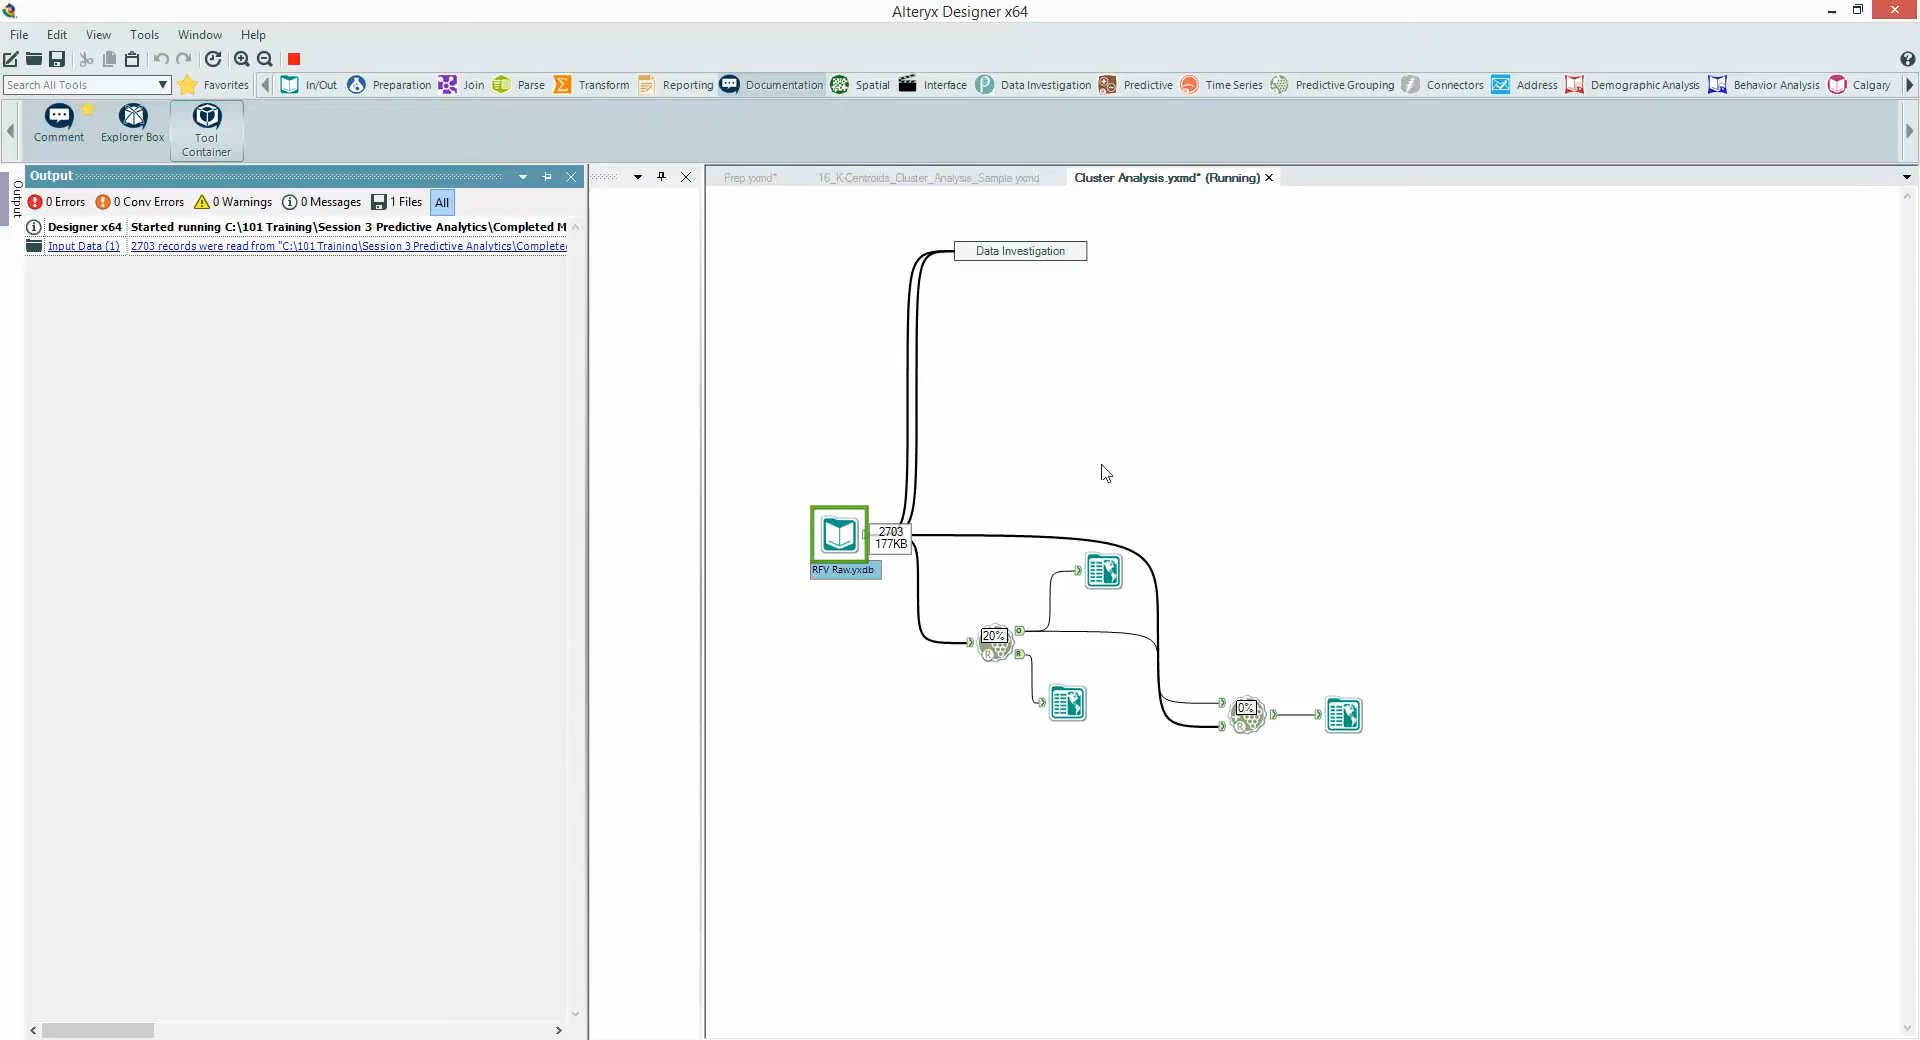 Alteryx Designer x64
File Edit View Tools Window Help
Search All Tools Favorites In/Out Preparation Join Parse Transform Reporting Documentation Spatial Interface Data Investigation Predictive Time Series Predictive Grouping Connectors Address Demographic Analysis Behavior Analysis Calgary
Comment Explorer Box Tool Container
Output
Output
0 Errors 0 Conv Errors 0 Warnings 0 Messages 1 Files All
Designer x64 Started running C:\101 Training\Session 3 Predictive Analytics\Completed M
Input Data (1) 2703 records were read from "C:\101 Training\Session 3 Predictive Analytics\Complete
Prep.yxmd* 16_K-Centroids_Cluster_Analysis_Sample.yxmd Cluster Analysis.yxmd* (Running)
Data Investigation
2703
177KB
RFV Raw.yxdb
20%
O
R
R
0%
R